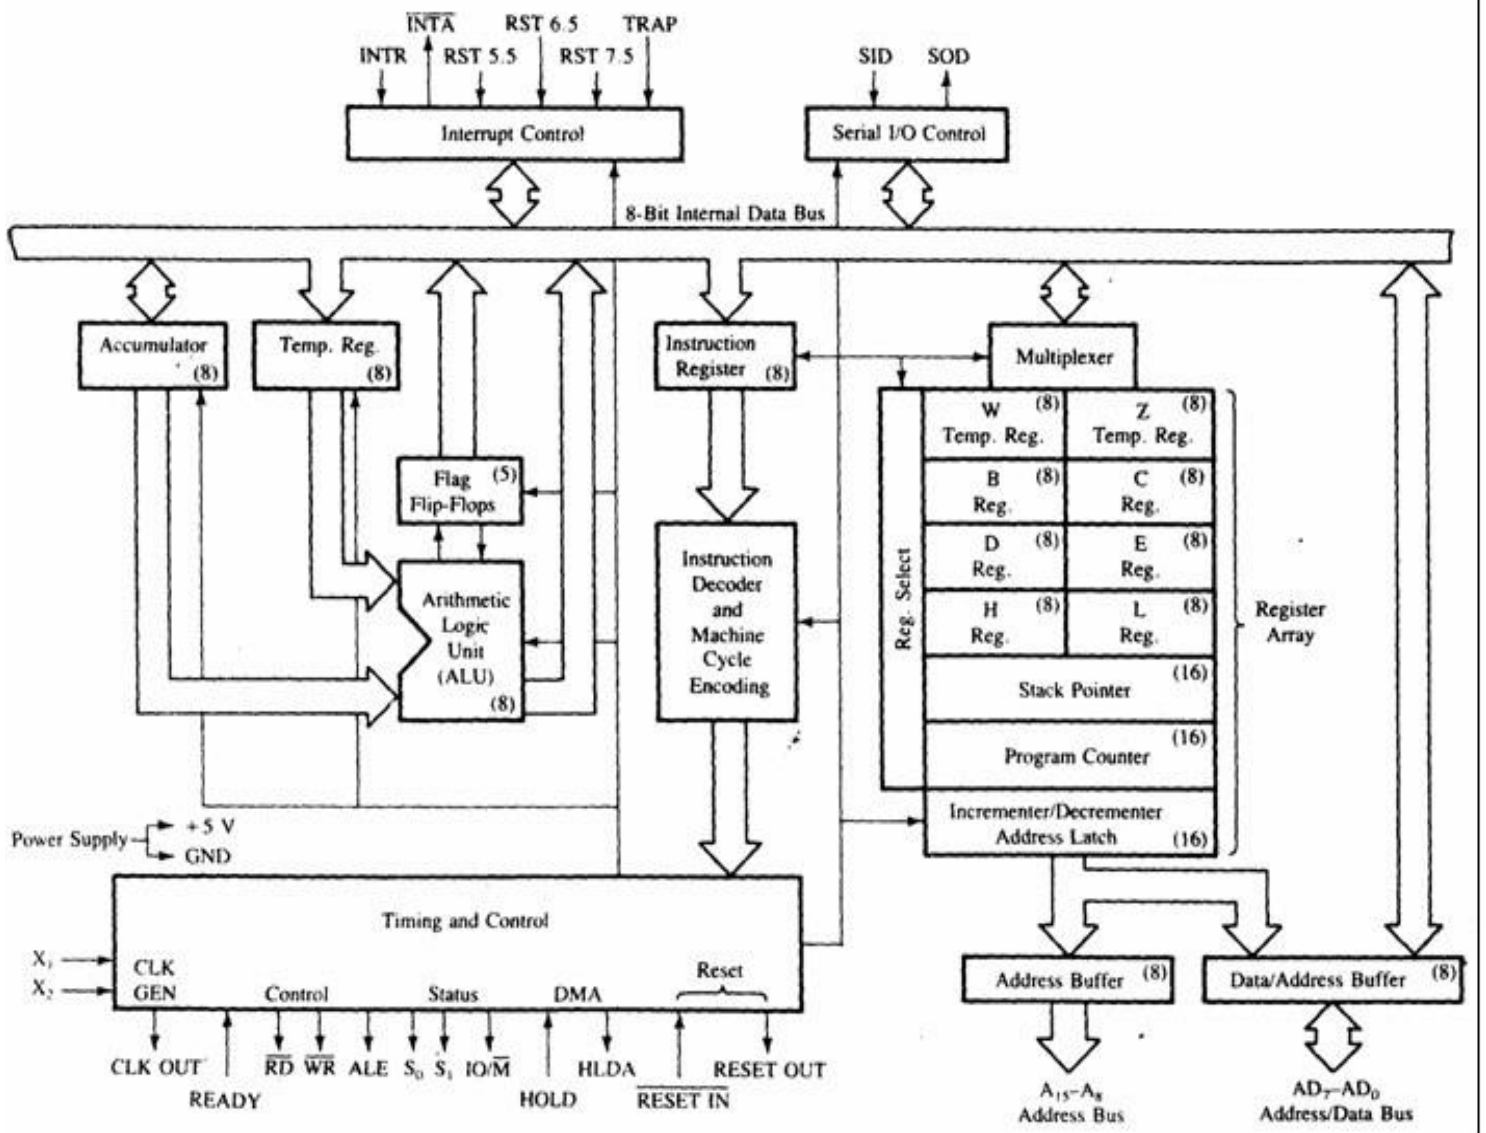 INTA RST 6.5 TRAP
INTR RST 5.5 RST 7.5 SID SOD
Interrupt Control
Serial I/O Control
8-Bit Internal Data Bus
Accumulator
(8)
Temp. Reg.
(8)
Instruction
Register
(8)
Multiplexer
Flag (5)
Flip-Flops
Arithmetic
Logic
Unit
(ALU)
(8)
Instruction
Decoder
and
Machine
Cycle
Encoding
Reg. Select
W (8)
Temp. Reg.
Z (8)
Temp. Reg.
B (8)
Reg.
C (8)
Reg.
D (8)
Reg.
E (8)
Reg.
H (8)
Reg.
L (8)
Reg.
(16)
Stack Pointer
(16)
Program Counter
Incrementer/Decrementer
Address Latch (16)
Register
Array
Power Supply
+5 V
GND
Timing and Control
X₁
X₂
CLK
GEN
Control
Status
DMA
Reset
CLK OUT
READY
RD
WR
ALE
S₀
S₁
IO/M
HOLD
HLDA
RESET IN
RESET OUT
Address Buffer (8)
Data/Address Buffer (8)
A₁₅–A₈
Address Bus
AD₇–AD₀
Address/Data Bus